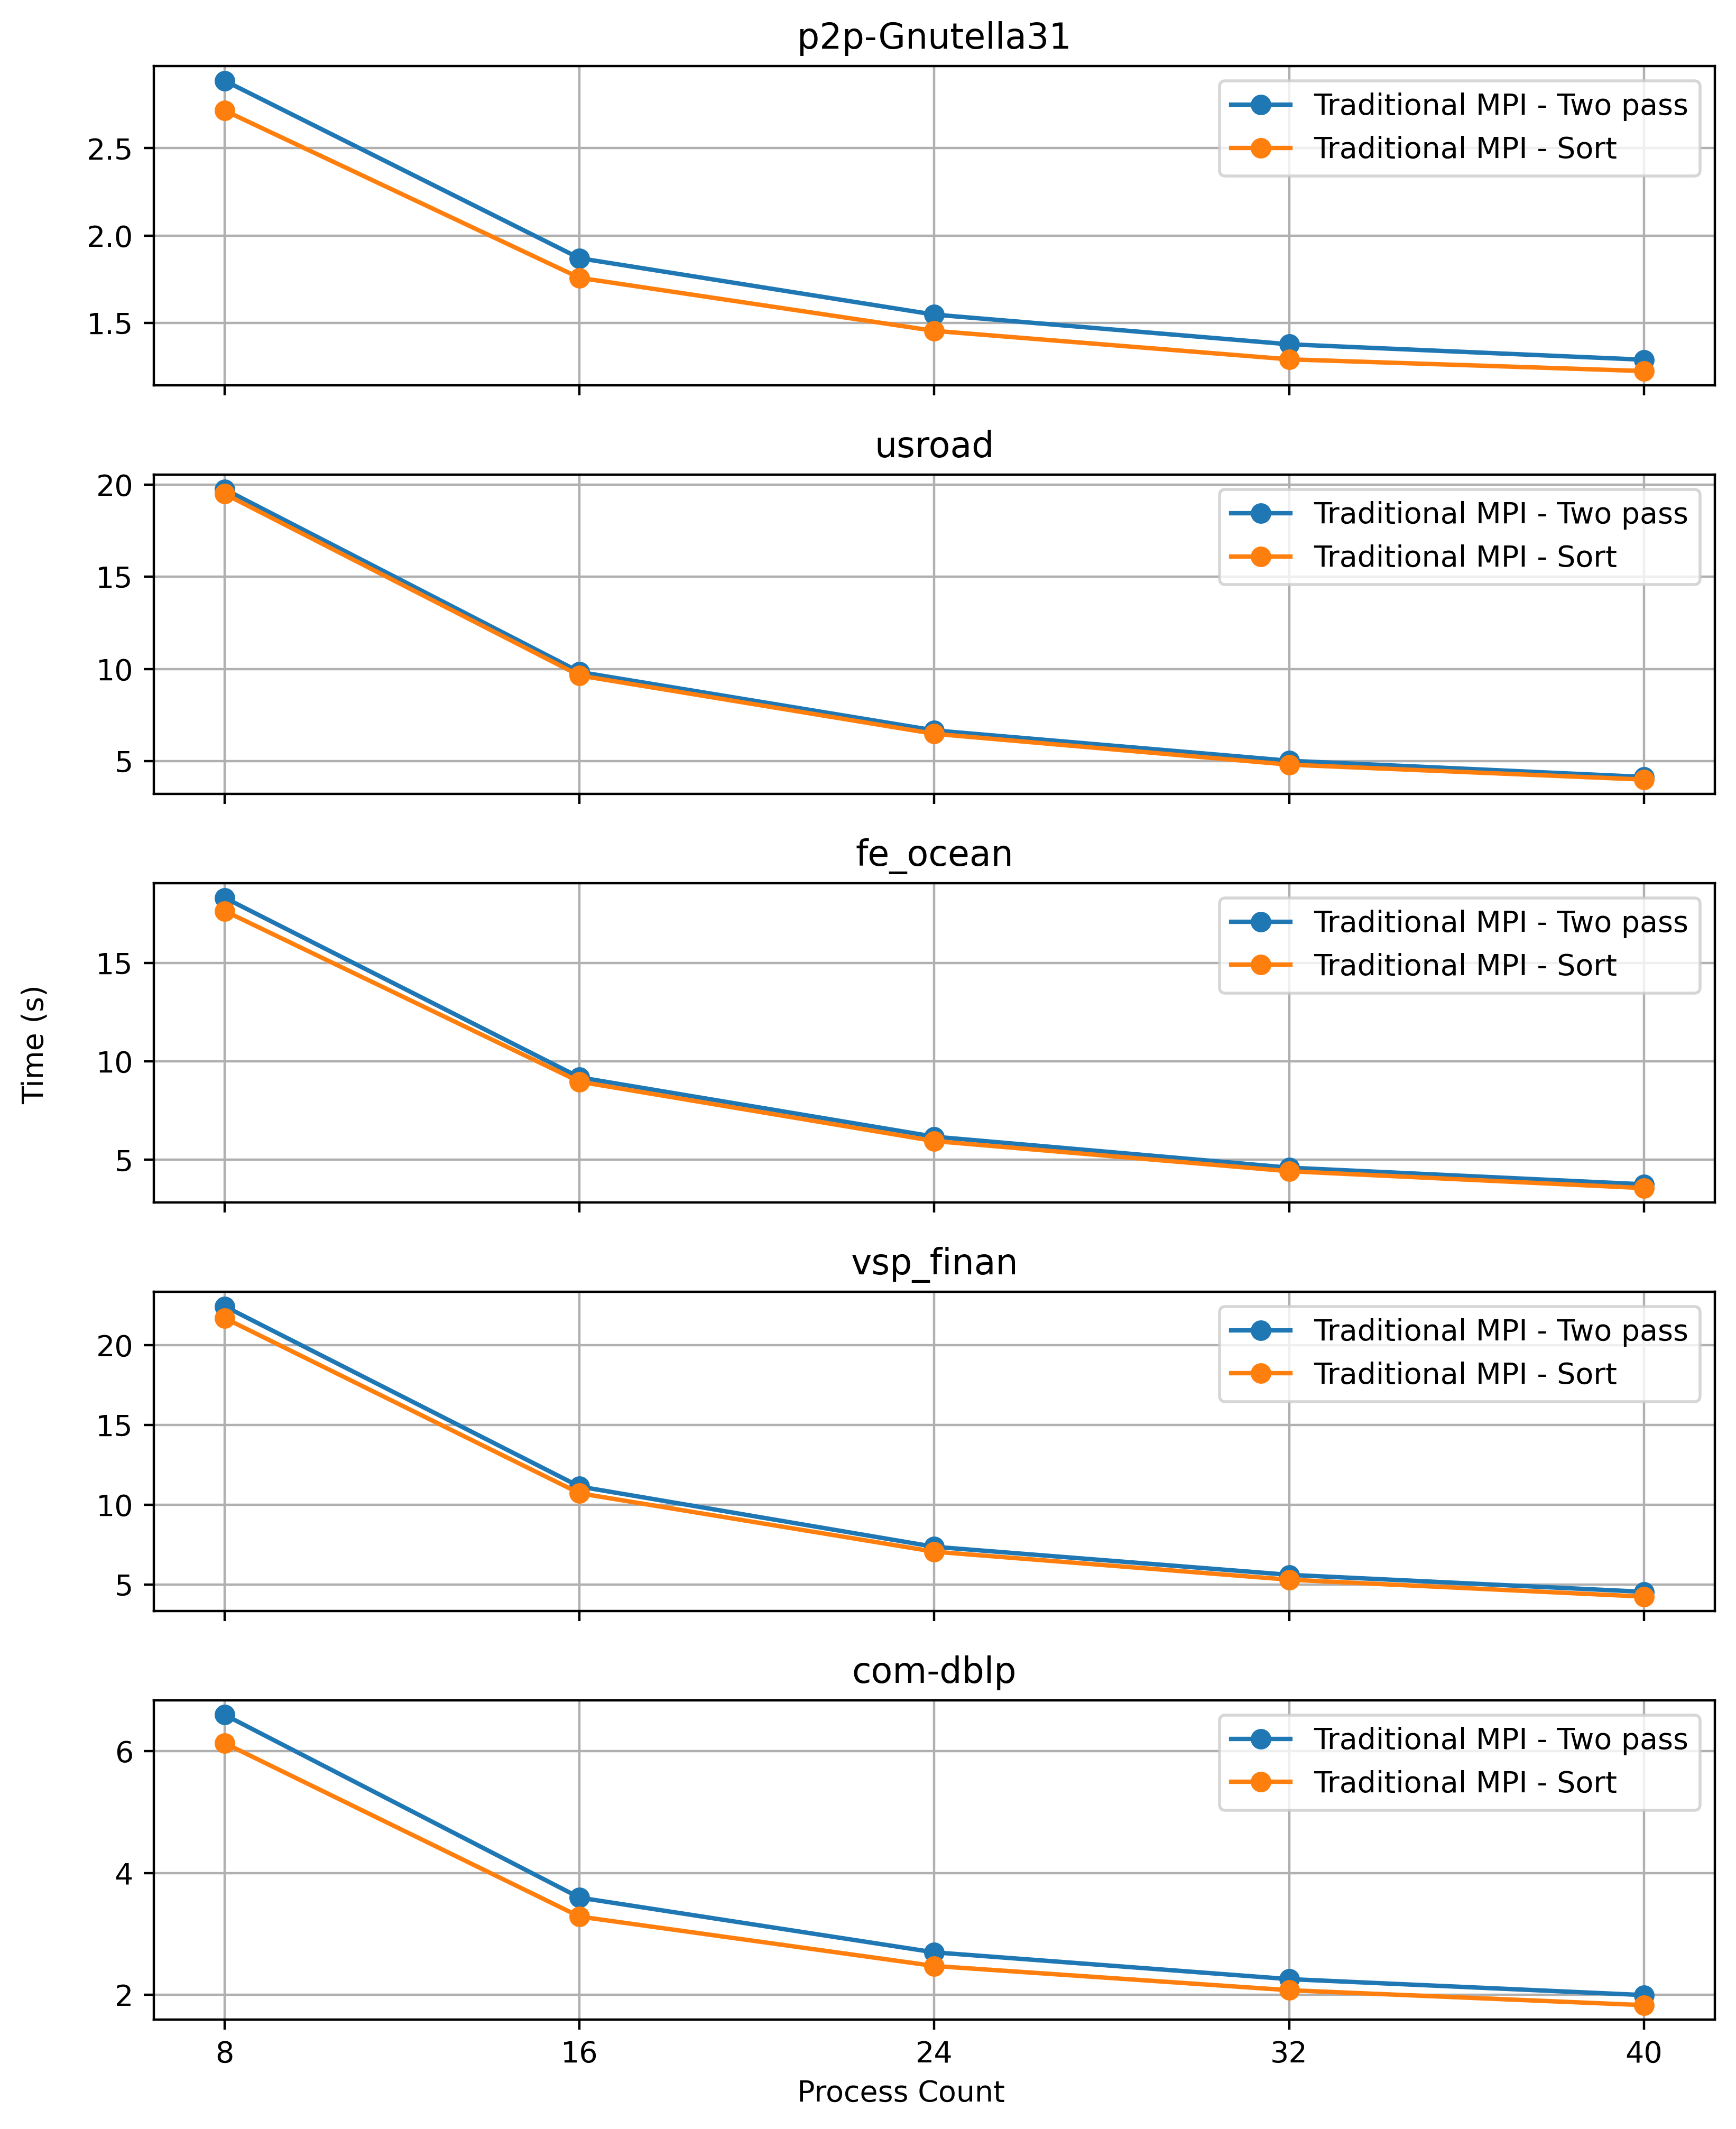 p2p-Gnutella31
2.5
2.0
1.5
Traditional MPI - Two pass
Traditional MPI - Sort
usroad
20
15
10
5
Traditional MPI - Two pass
Traditional MPI - Sort
fe_ocean
15
10
5
Traditional MPI - Two pass
Traditional MPI - Sort
Time (s)
vsp_finan
20
15
10
5
Traditional MPI - Two pass
Traditional MPI - Sort
com-dblp
6
4
2
Traditional MPI - Two pass
Traditional MPI - Sort
8 16 24 32 40
Process Count